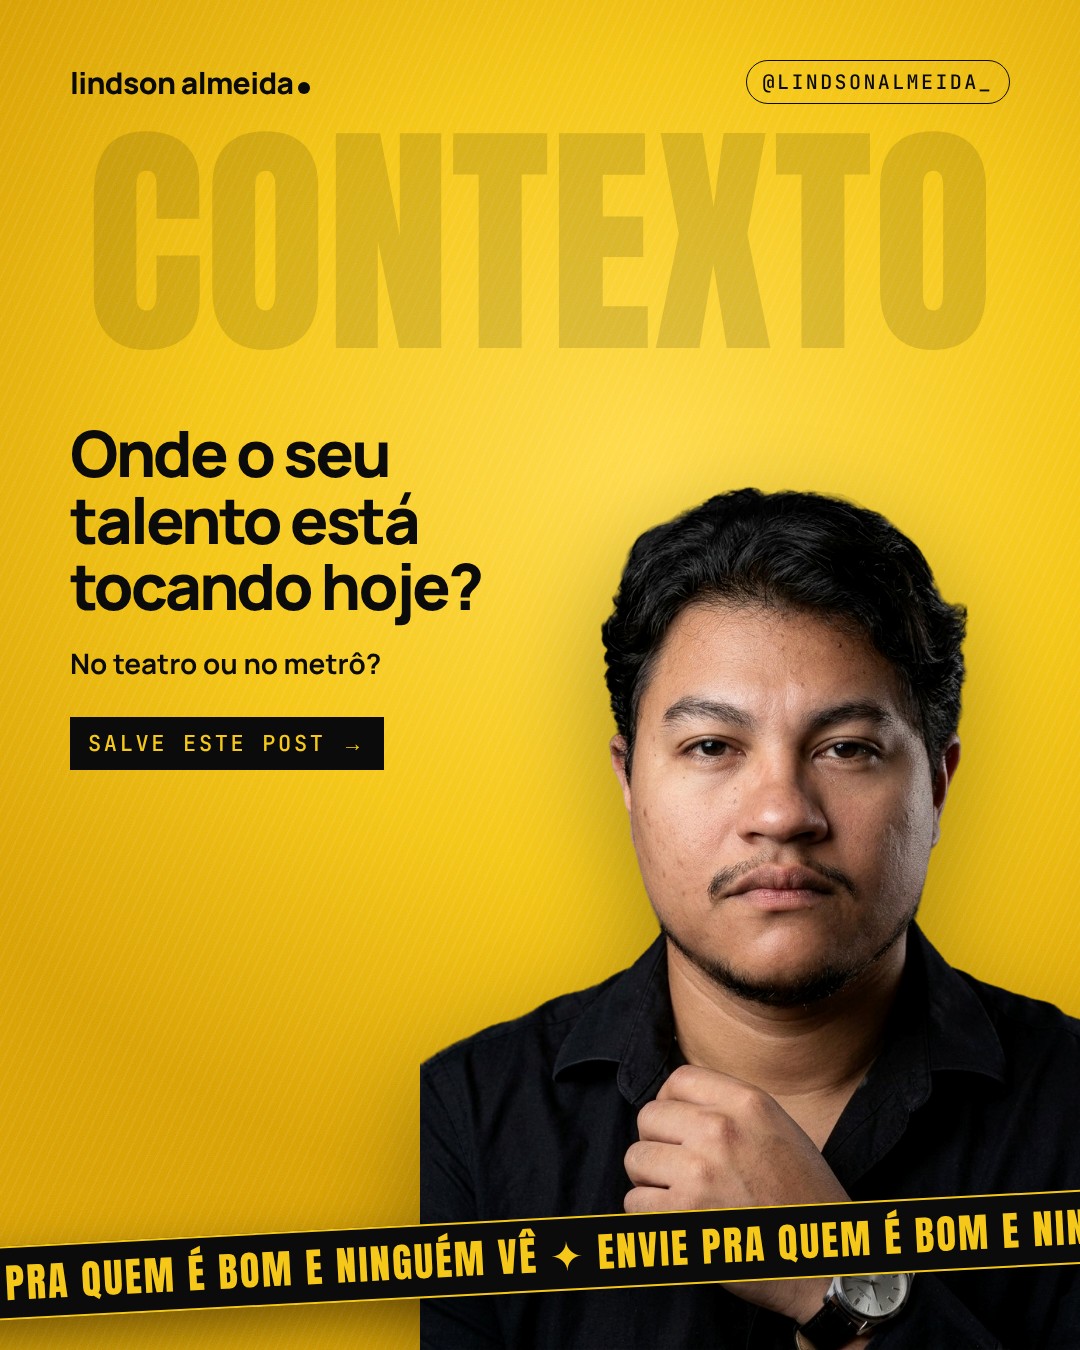 lindson almeida●
@LINDSONALMEIDA_
CONTEXTO
Onde o seu
talento está
tocando hoje?
No teatro ou no metrô?
SALVE ESTE POST →
PRA QUEM É BOM E NINGUÉM VÊ ✦ ENVIE PRA QUEM É BOM E NIN